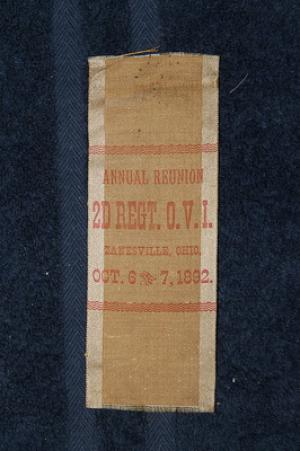 ANNUAL REUNION
2D REGT. O. V. I.
ZANESVILLE, OHIO,
OCT. 6 & 7, 1892.